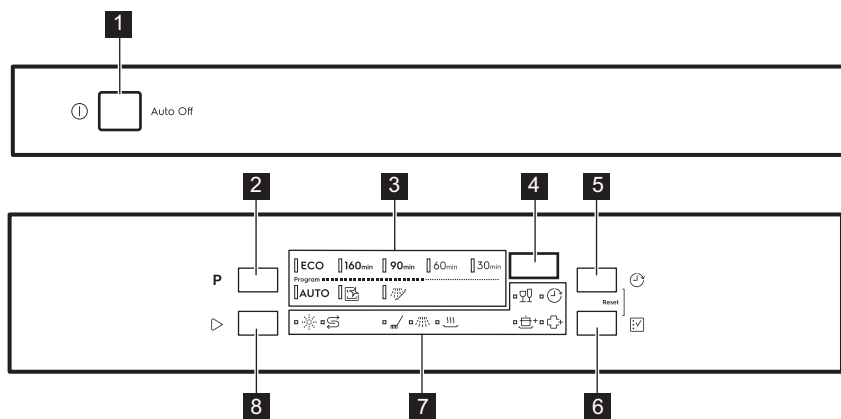 1
Auto Off
2 3 4 5
P
ECO 160min 90min 60min 30min
Program
AUTO
Reset
8 7 6